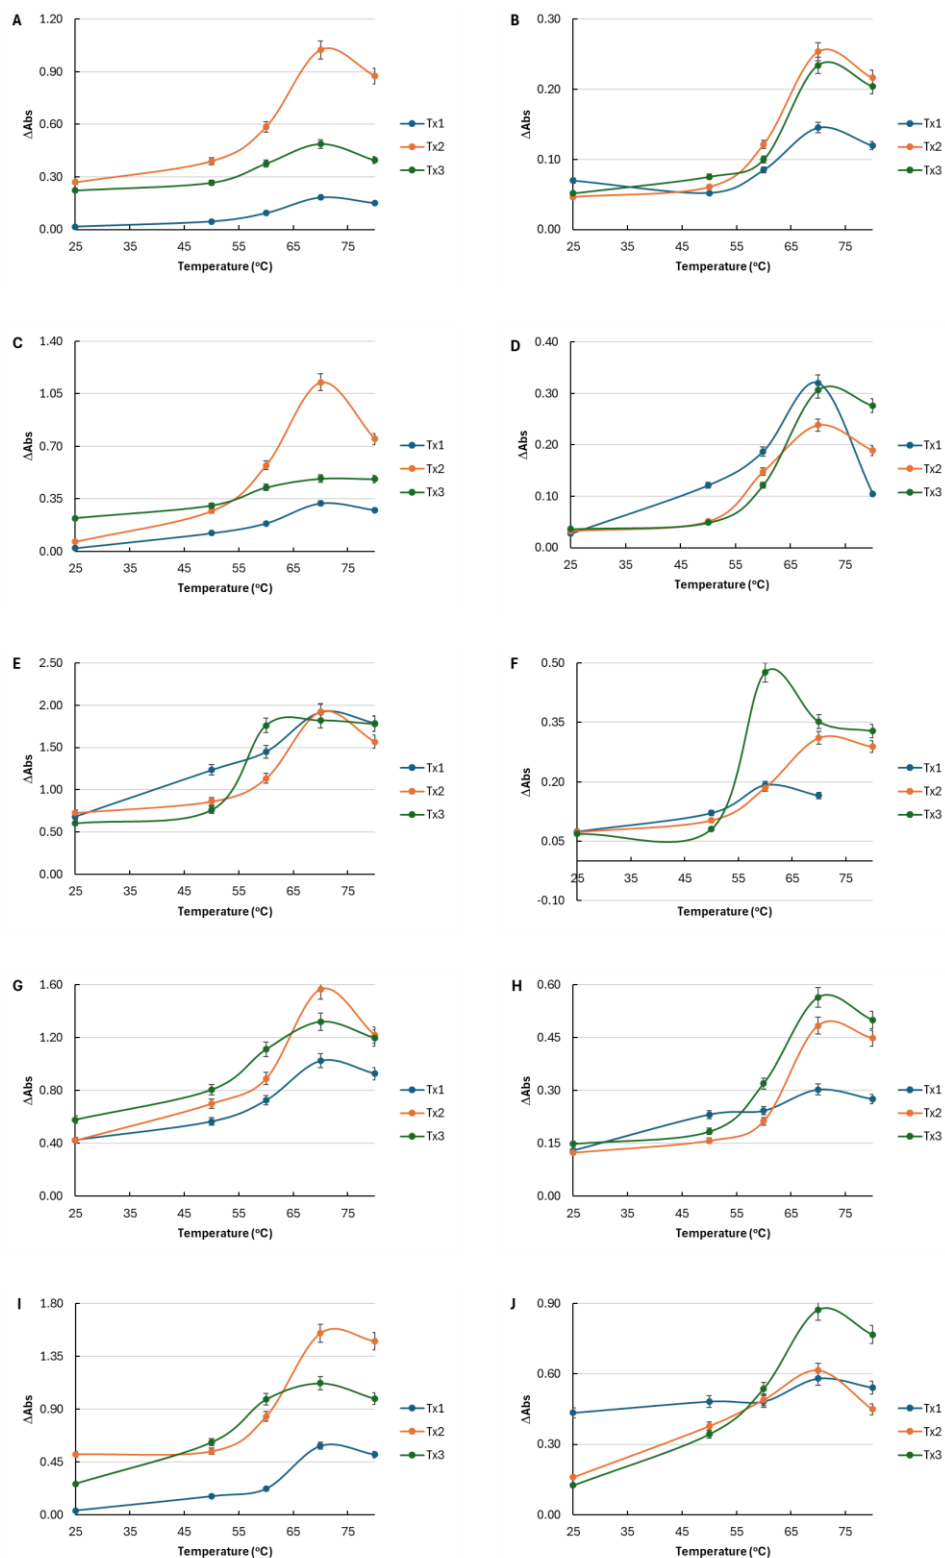 A
1.20
0.90
0.60
0.30
0.00
ΔAbs
25 35 45 55 65 75
Temperature (°C)
Tx1
Tx2
Tx3
B
0.30
0.20
0.10
0.00
ΔAbs
25 35 45 55 65 75
Temperature (°C)
Tx1
Tx2
Tx3
C
1.40
1.05
0.70
0.35
0.00
ΔAbs
25 35 45 55 65 75
Temperature (°C)
Tx1
Tx2
Tx3
D
0.40
0.30
0.20
0.10
0.00
ΔAbs
25 35 45 55 65 75
Temperature (°C)
Tx1
Tx2
Tx3
E
2.50
2.00
1.50
1.00
0.50
0.00
ΔAbs
25 35 45 55 65 75
Temperature (°C)
Tx1
Tx2
Tx3
F
0.50
0.35
0.20
0.05
-0.10
ΔAbs
25 35 45 55 65 75
Temperature (°C)
Tx1
Tx2
Tx3
G
1.60
1.20
0.80
0.40
0.00
ΔAbs
25 35 45 55 65 75
Temperature (°C)
Tx1
Tx2
Tx3
H
0.60
0.45
0.30
0.15
0.00
ΔAbs
25 35 45 55 65 75
Temperature (°C)
Tx1
Tx2
Tx3
I
1.80
1.35
0.90
0.45
0.00
ΔAbs
25 35 45 55 65 75
Temperature (°C)
Tx1
Tx2
Tx3
J
0.90
0.60
0.30
0.00
ΔAbs
25 35 45 55 65 75
Temperature (°C)
Tx1
Tx2
Tx3